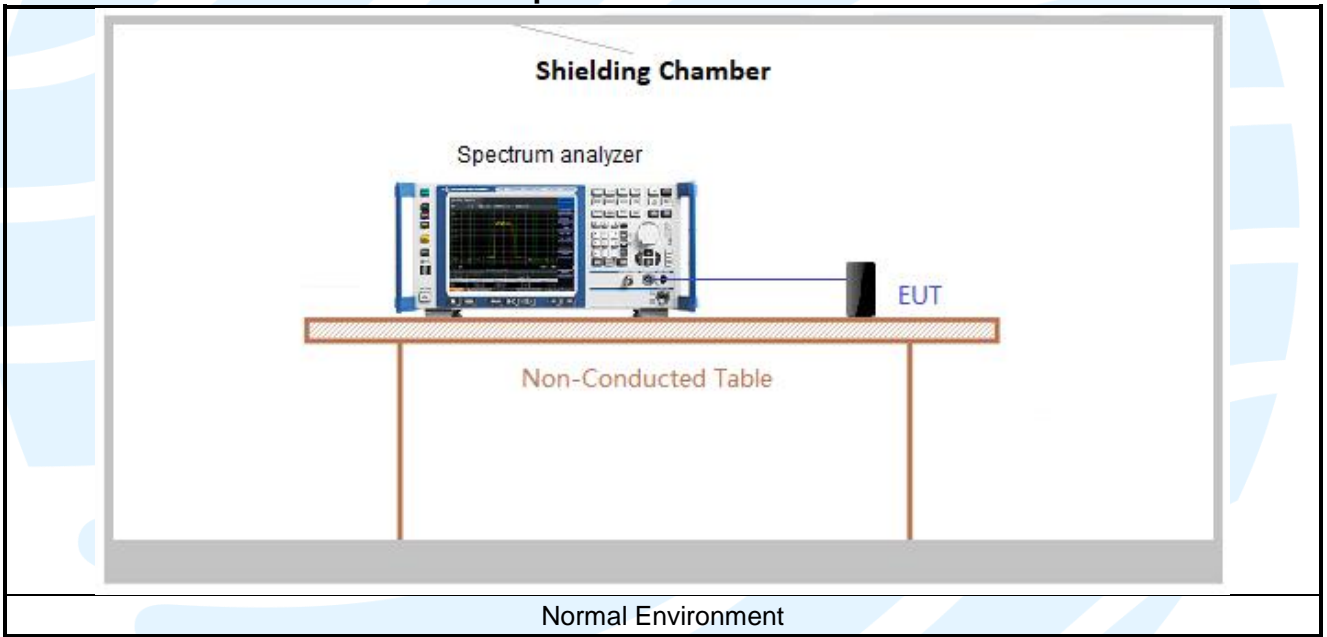 Shielding Chamber
Spectrum analyzer
EUT
Non-Conducted Table
Normal Environment